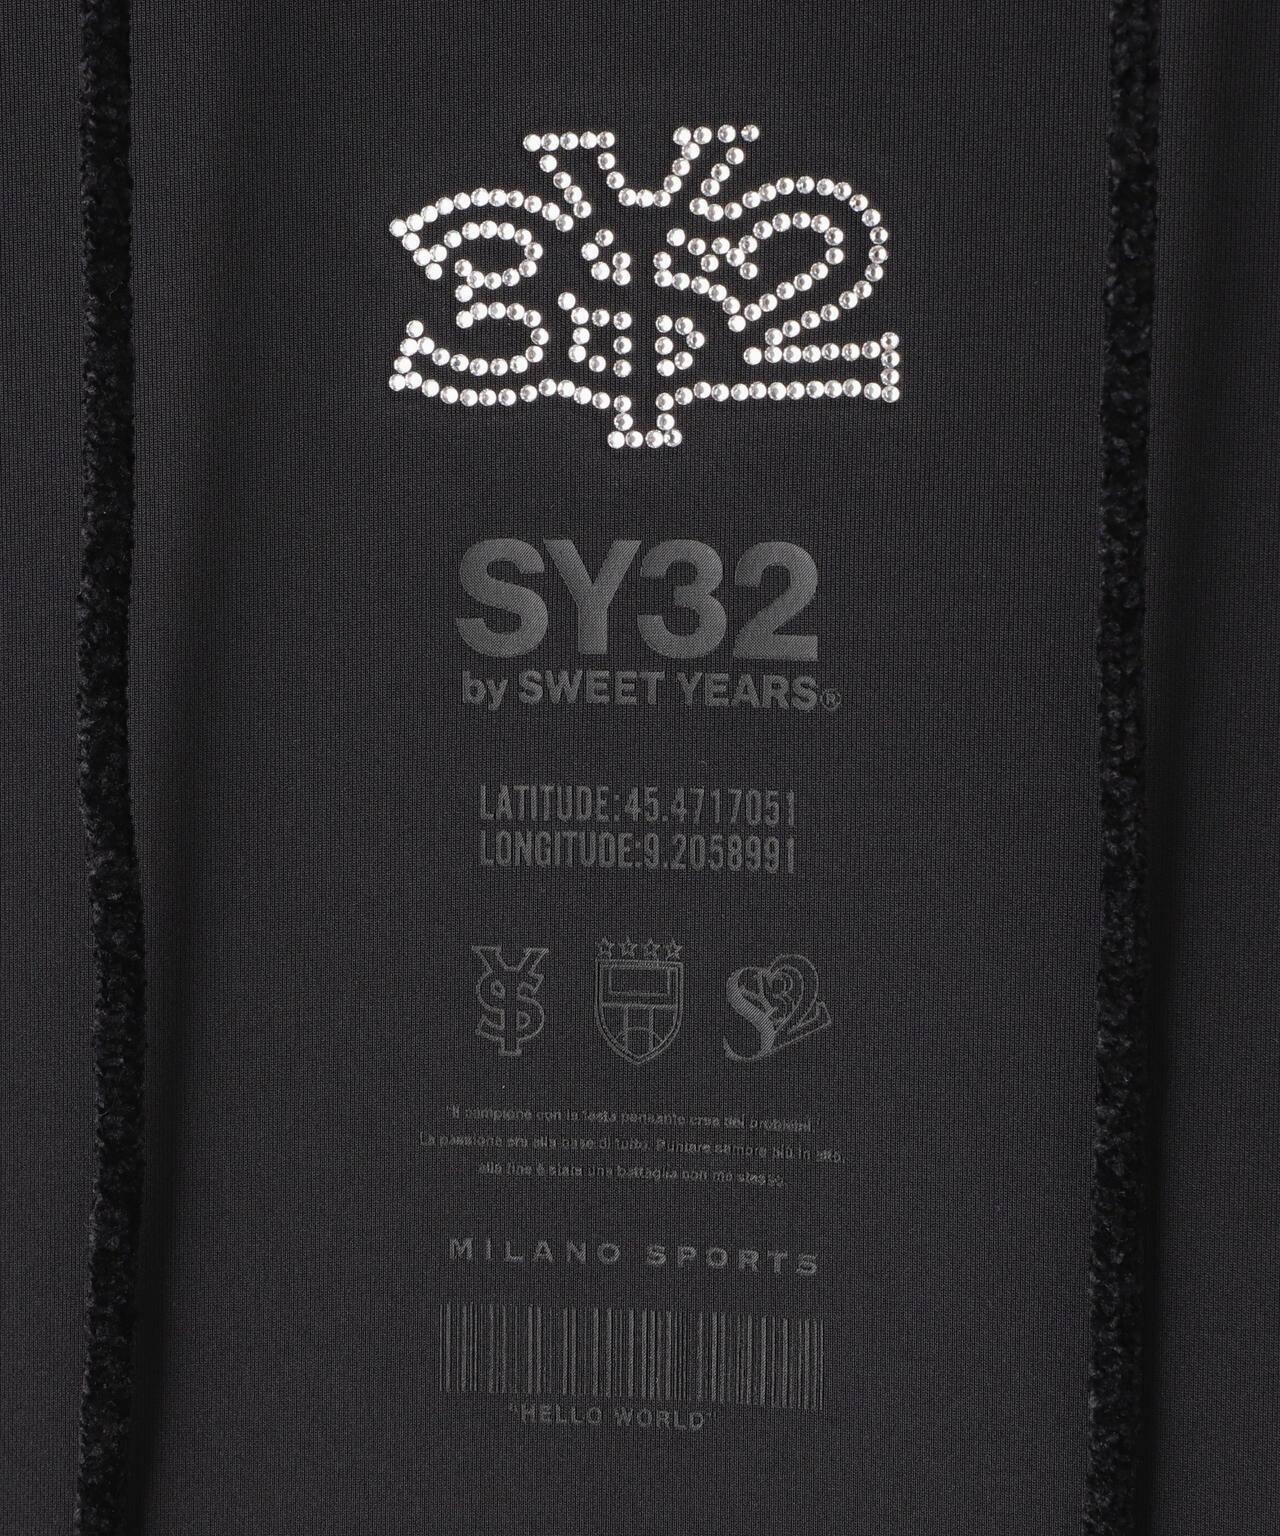 SY32
SY32
by SWEET YEARS®
LATITUDE:45.4717051
LONGITUDE:9.2058991
"Il campione con la testa pensante crea dei problemi."
La passione era alla base di tutto. Puntare sempre più in alto,
alla fine è stata una battaglia con me stesso.
MILANO SPORTS
"HELLO WORLD"